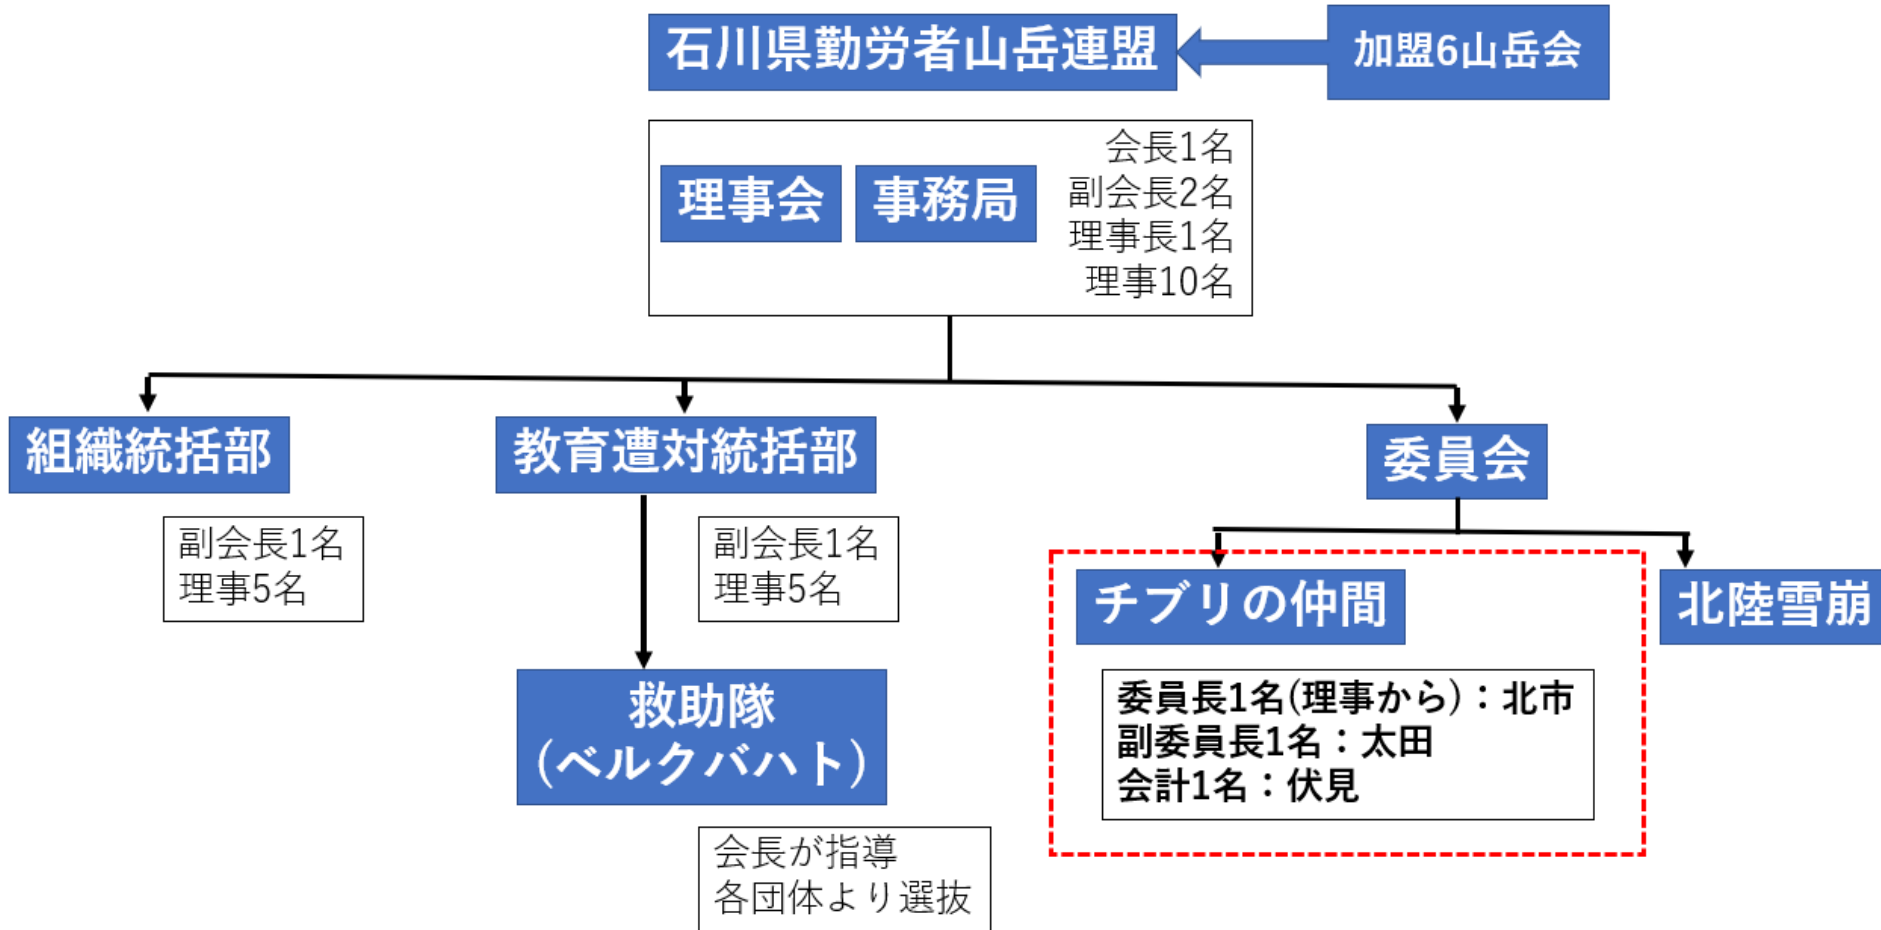 石川県勤労者山岳連盟
加盟6山岳会
理事会
事務局
会長1名
副会長2名
理事長1名
理事10名
組織統括部
教育遭対統括部
委員会
副会長1名
理事5名
副会長1名
理事5名
チブリの仲間
北陸雪崩
救助隊
(ベルクバハト)
委員長1名(理事から)：北市
副委員長1名：太田
会計1名：伏見
会長が指導
各団体より選抜